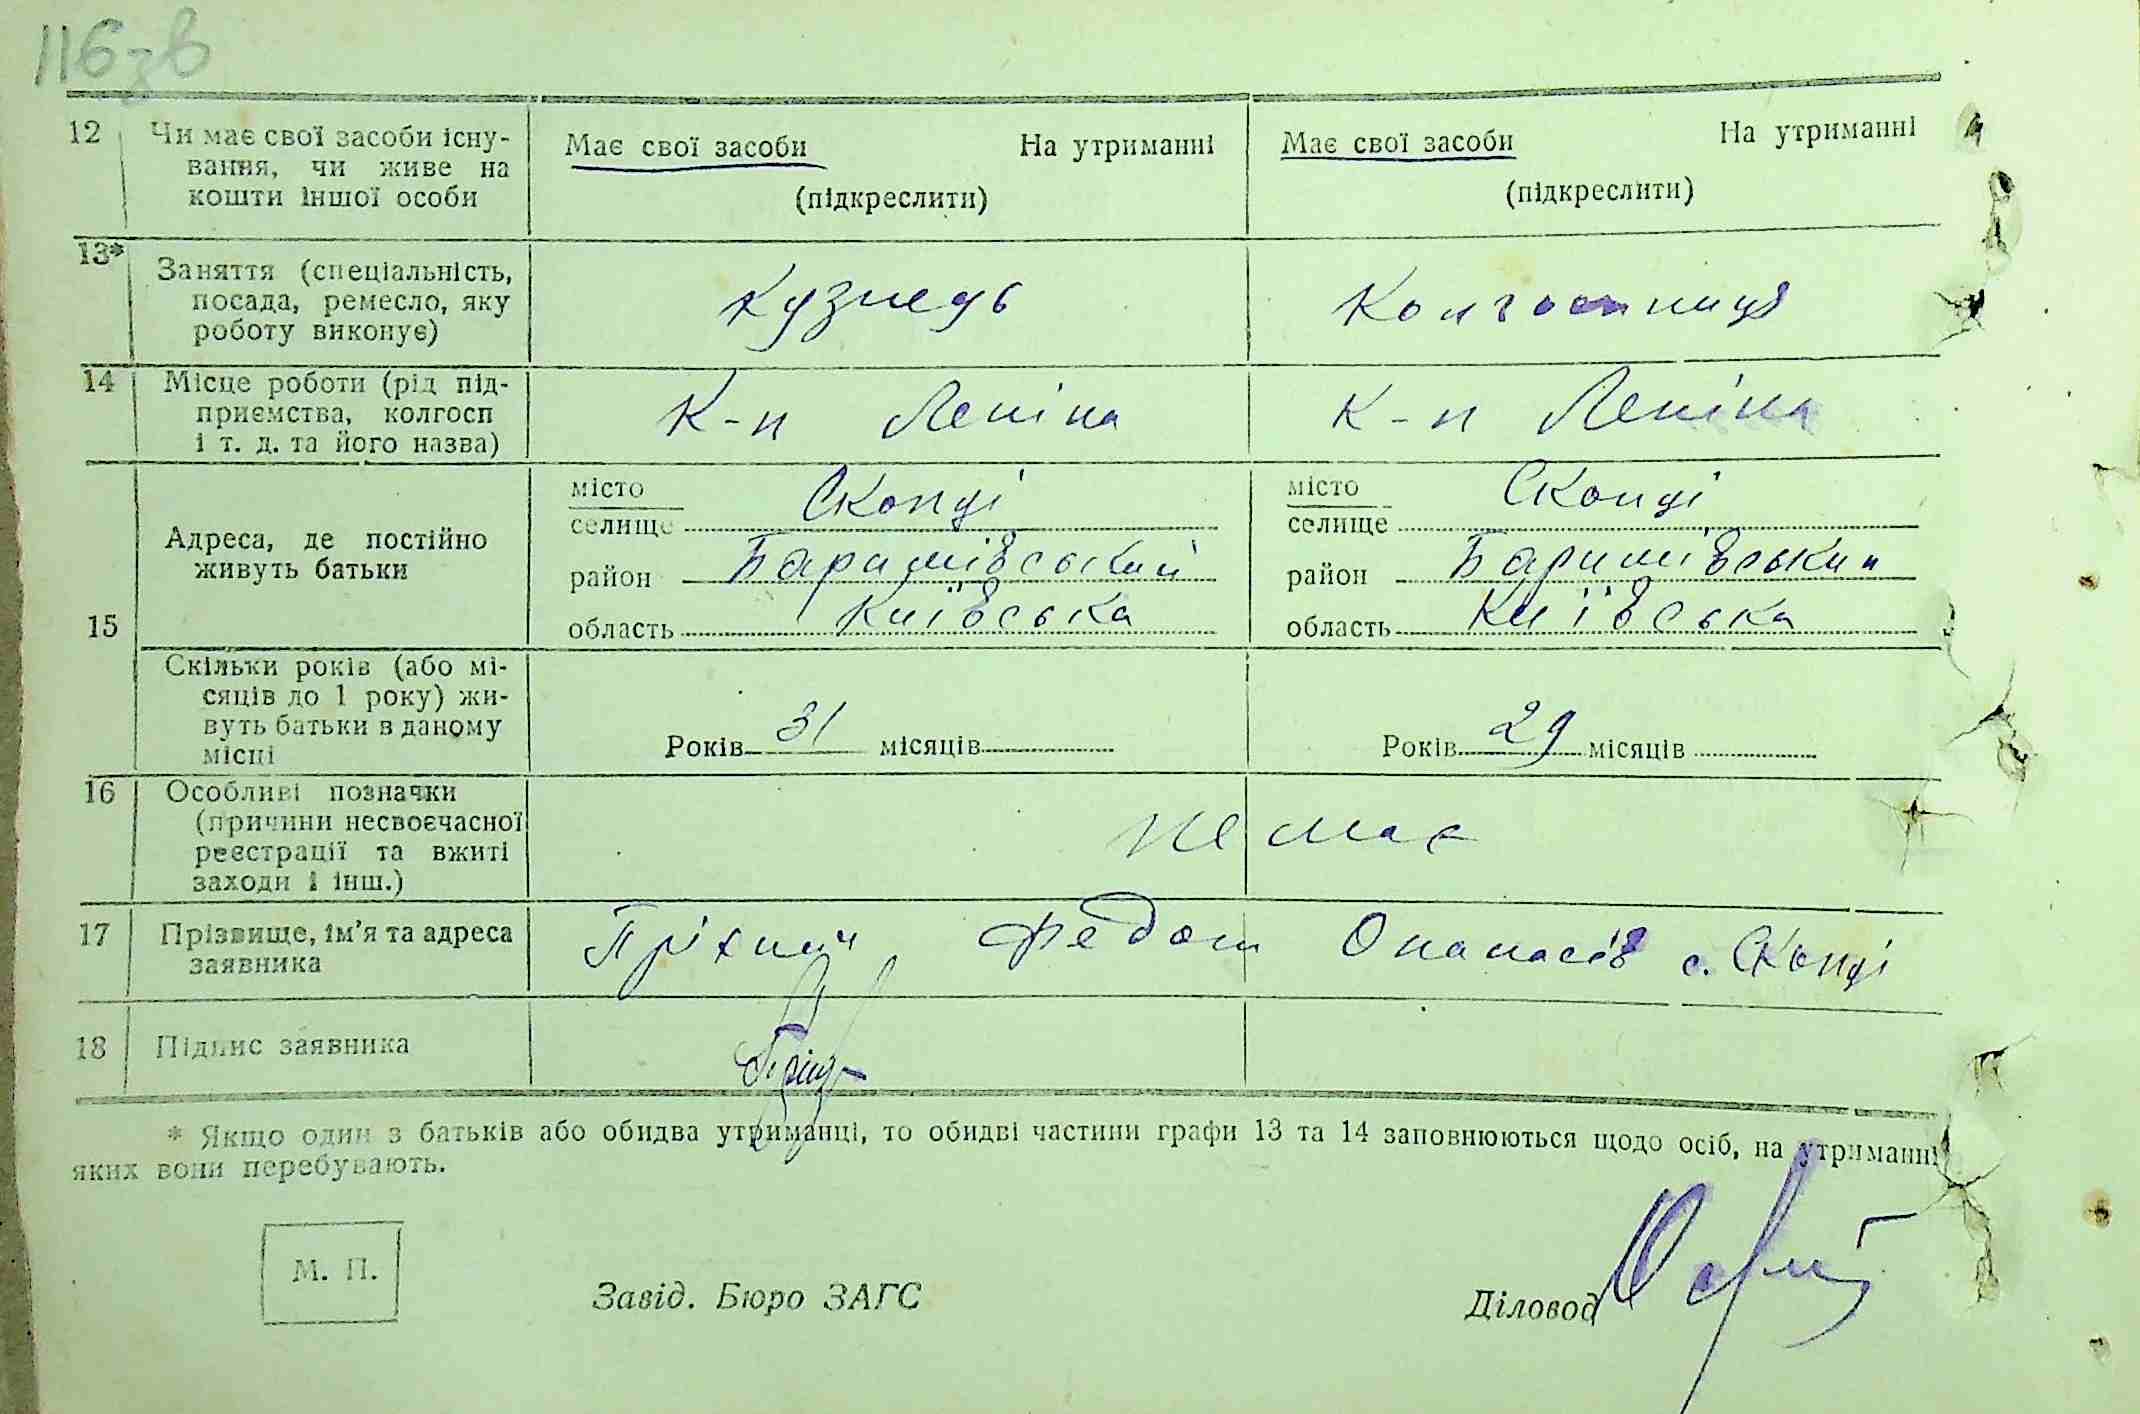 116зв
12 Чи має свої засоби існу-
вання, чи живе на
кошти іншої особи
Має свої засоби На утриманні
(підкреслити)
Має свої засоби На утриманні
(підкреслити)
13* Заняття (спеціальність,
посада, ремесло, яку
роботу виконує)
Кузнець
Колгоспниця
14 Місце роботи (рід під-
приємства, колгосп
і т. д. та його назва)
К-п Леніна
К-п Леніна
15
Адреса, де постійно
живуть батьки
місто
селище Скопці
район Баришівський
область Київська
місто
селище Скопці
район Баришівський
область Київська
Скільки років (або мі-
сяців до 1 року) жи-
вуть батьки в даному
місці
Років 31 місяців
Років 29 місяців
16 Особливі позначки
(причини несвоєчасної
реєстрації та вжиті
заходи і інш.)
не має
17 Прізвище, ім'я та адреса
заявника
Федот Опанасів с. Скопці
18 Підпис заявника
* Якщо один з батьків або обидва утриманці, то обидві частини графи 13 та 14 заповнюються щодо осіб, на утриманні
яких вони перебувають.
М. П.
Завід. Бюро ЗАГС
Діловод